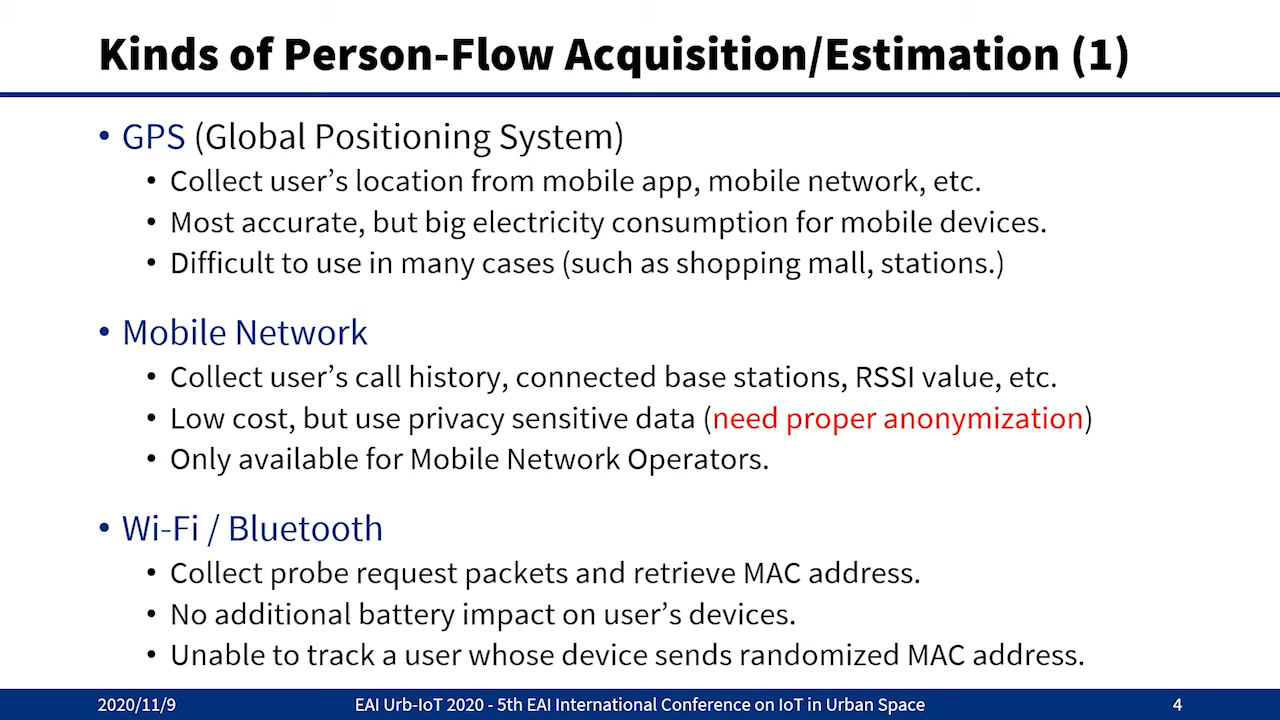 Kinds of Person-Flow Acquisition/Estimation (1)
• GPS (Global Positioning System)
• Collect user’s location from mobile app, mobile network, etc.
• Most accurate, but big electricity consumption for mobile devices.
• Difficult to use in many cases (such as shopping mall, stations.)
• Mobile Network
• Collect user’s call history, connected base stations, RSSI value, etc.
• Low cost, but use privacy sensitive data (need proper anonymization)
• Only available for Mobile Network Operators.
• Wi-Fi / Bluetooth
• Collect probe request packets and retrieve MAC address.
• No additional battery impact on user’s devices.
• Unable to track a user whose device sends randomized MAC address.
2020/11/9 EAI Urb-IoT 2020 - 5th EAI International Conference on IoT in Urban Space 4